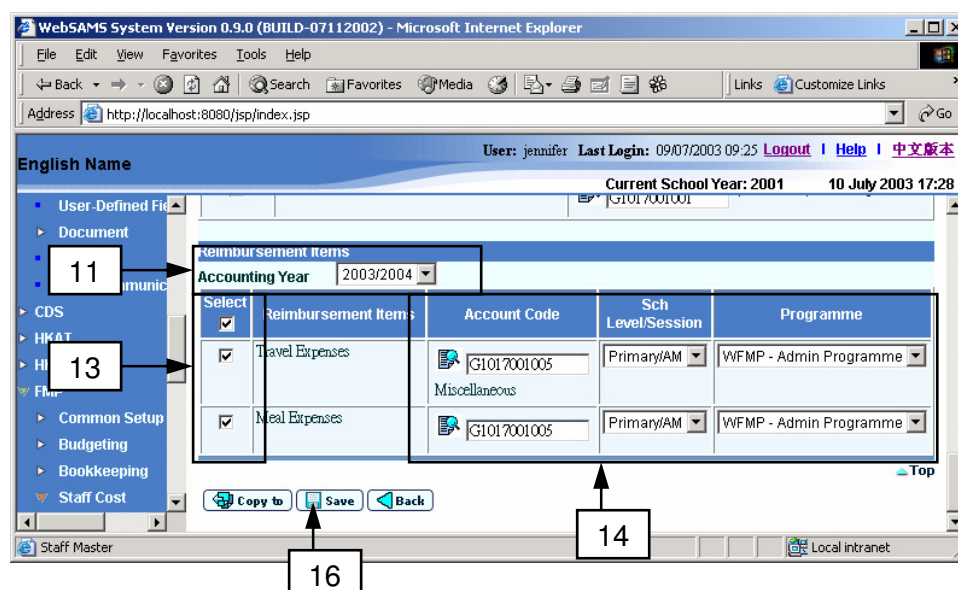 WebSAMS System Version 0.9.0 (BUILD-07112002) - Microsoft Internet Explorer
File Edit View Favorites Tools Help
Back Search Favorites Media Links Customize Links
Address http://localhost:8080/jsp/index.jsp Go
User: jennifer Last Login: 09/07/2003 09:25 Logout | Help | 中文版本
English Name
Current School Year: 2001 10 July 2003 17:28
User-Defined Fie
G1017001001
Document
Reimbursement Items
11
Accounting Year 2003/2004
mmunic
CDS
Select Reimbursement Items Account Code Sch Level/Session Programme
HKAT
13
Travel Expenses G1017001005 Primary/AM WFMP - Admin Programme
FMP
Miscellaneous
Common Setup
Meal Expenses G1017001005 Primary/AM WFMP - Admin Programme
Budgeting
Bookkeeping
Top
Staff Cost
Copy to Save Back
14
Staff Master Local intranet
16